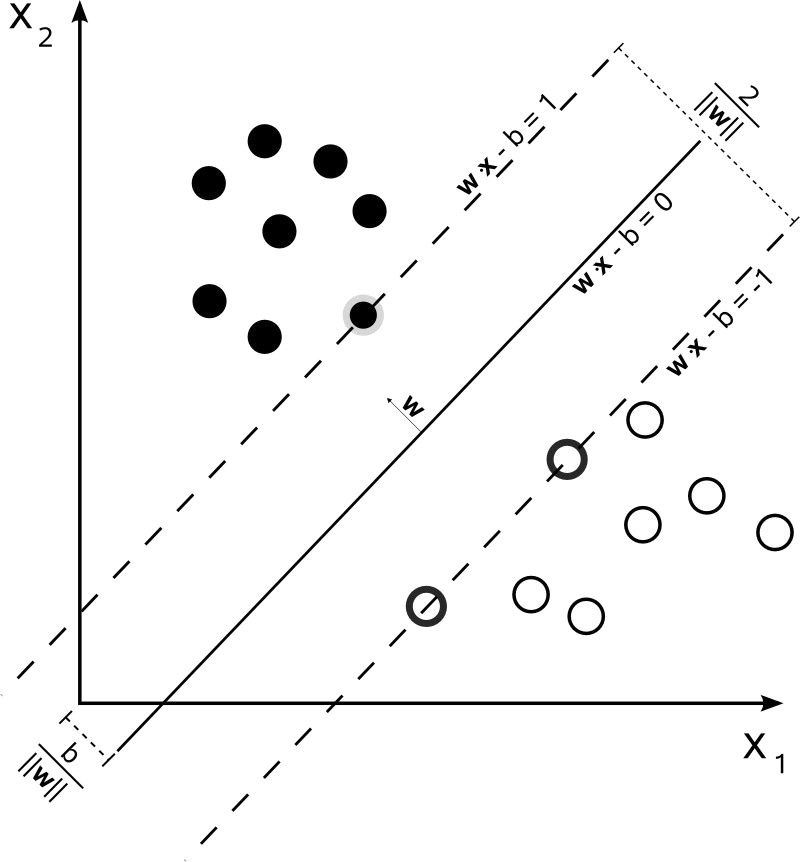 X2
w·x - b = 1
2
||w||
w·x - b = 0
w·x - b = -1
w
X1
b
||w||